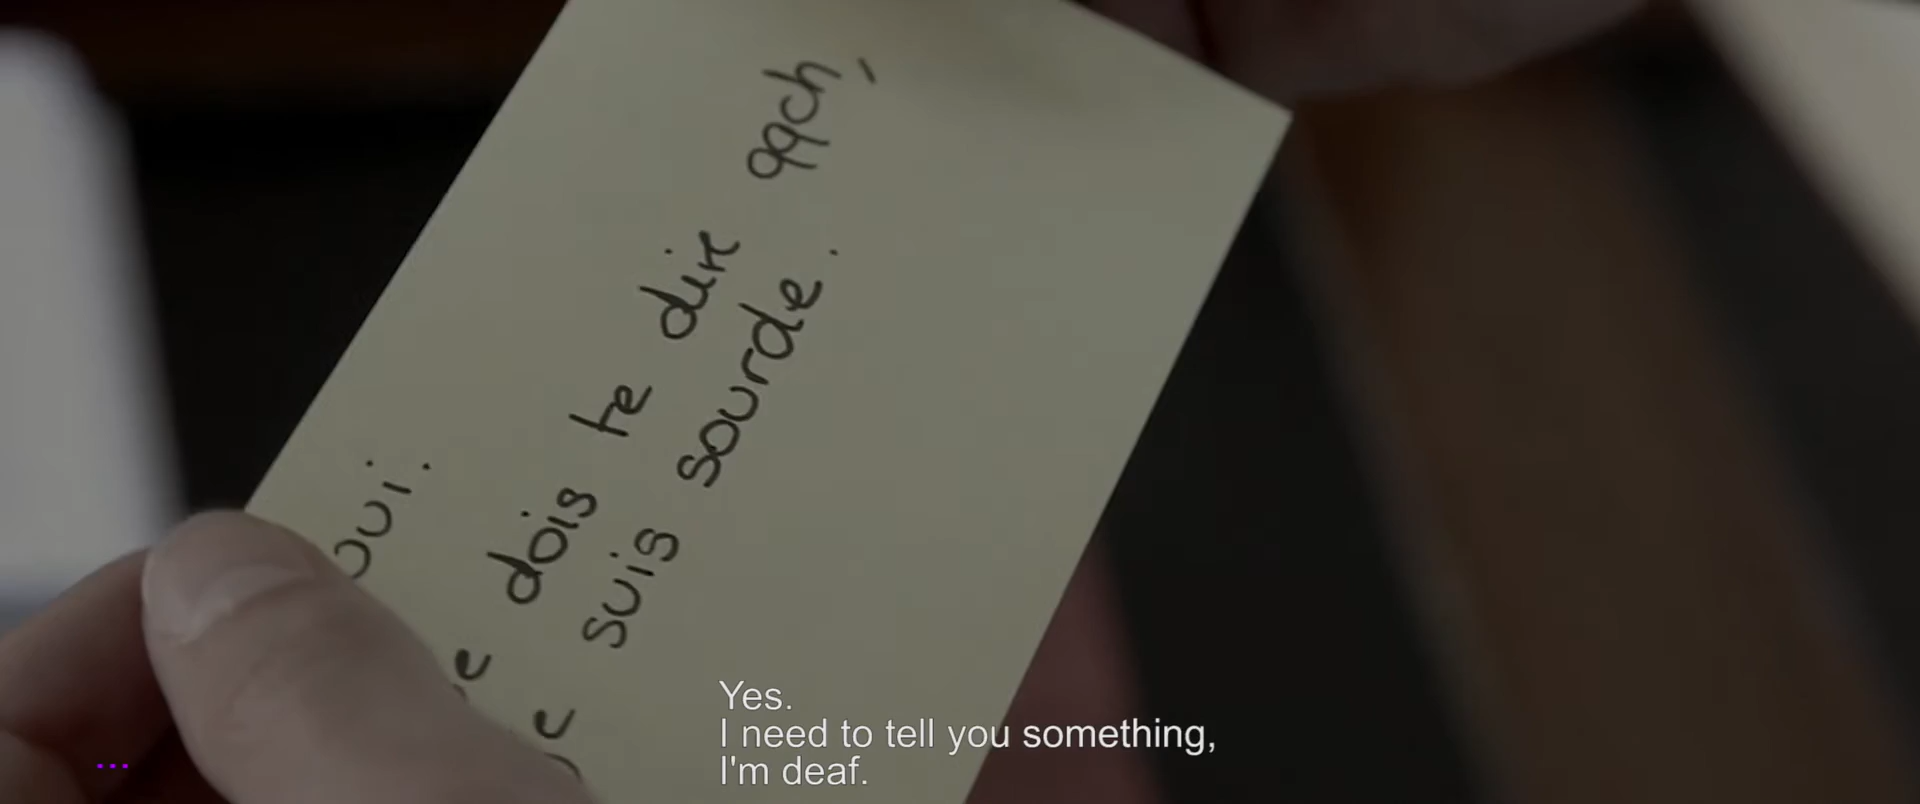 oui.
dois te dire qqch,
suis sourde.
Yes.
I need to tell you something,
I'm deaf.
...